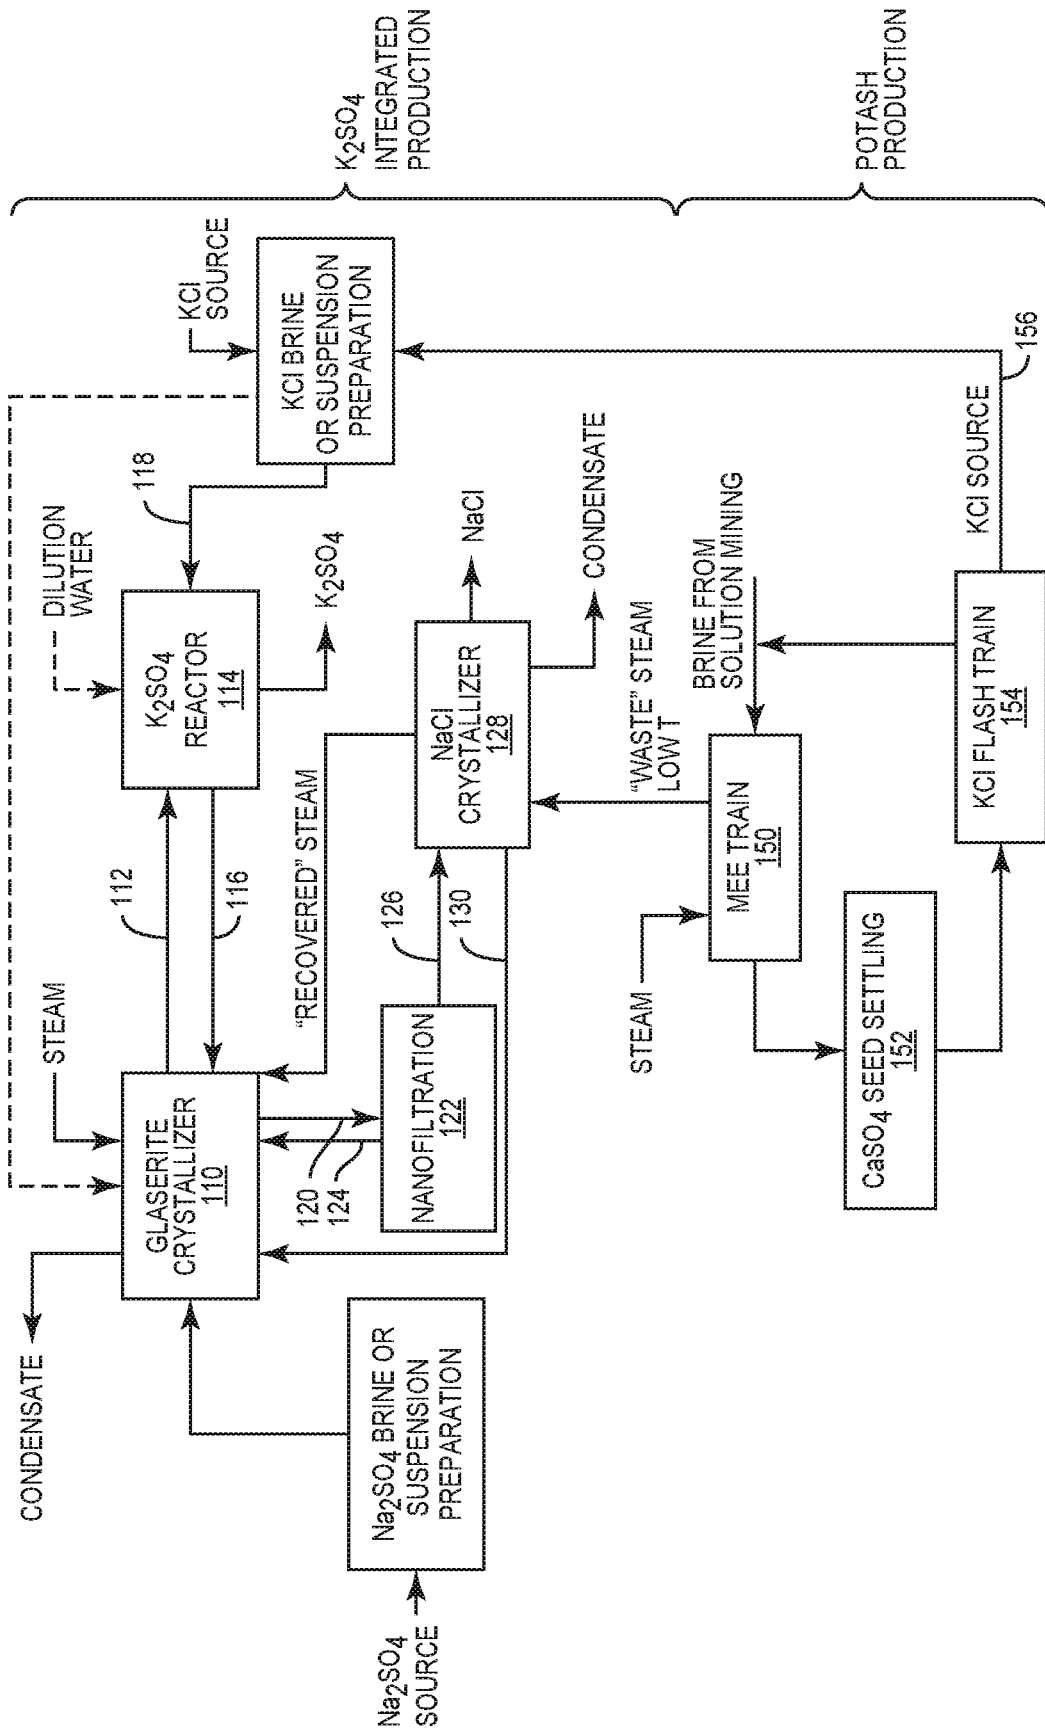 CONDENSATE
STEAM
DILUTION
WATER
118
KCl
SOURCE
GLASERITE
CRYSTALLIZER
110
112
116
K2SO4
REACTOR
114
KCl BRINE
OR SUSPENSION
PREPARATION
K2SO4
INTEGRATED
PRODUCTION
K2SO4
120
124
"RECOVERED" STEAM
Na2SO4
SOURCE
Na2SO4 BRINE OR
SUSPENSION
PREPARATION
NANOFILTRATION
122
126
130
NaCl
CRYSTALLIZER
128
NaCl
CONDENSATE
"WASTE" STEAM
LOW T
STEAM
MEE TRAIN
150
BRINE FROM
SOLUTION MINING
CaSO4 SEED SETTLING
152
KCl FLASH TRAIN
154
KCl SOURCE
156
POTASH
PRODUCTION